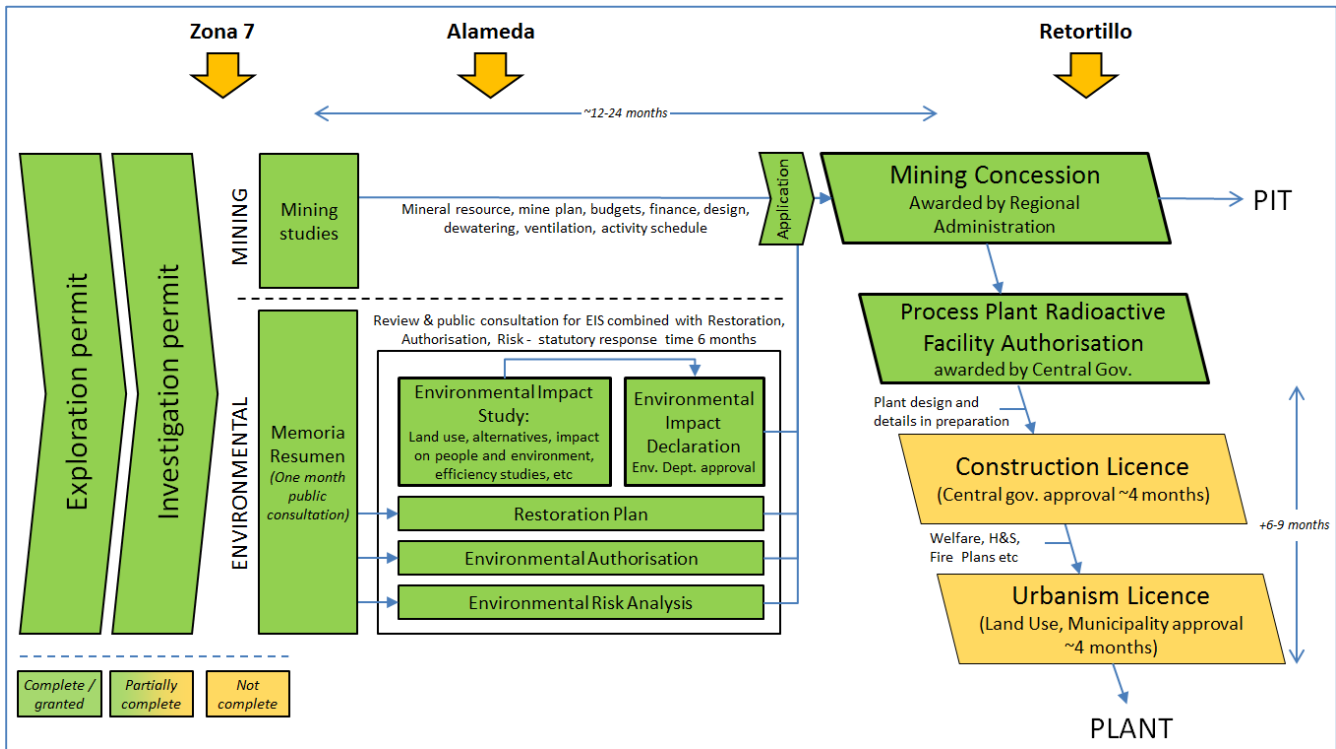 Zona 7
Alameda
Retortillo
~12-24 months
Exploration permit
Investigation permit
MINING
Mining
studies
Mineral resource, mine plan, budgets, finance, design,
dewatering, ventilation, activity schedule
Application
Mining Concession
Awarded by Regional
Administration
PIT
ENVIRONMENTAL
Memoria
Resumen
(One month
public
consultation)
Review & public consultation for EIS combined with Restoration,
Authorisation, Risk - statutory response time 6 months
Environmental Impact
Study:
Land use, alternatives, impact
on people and environment,
efficiency studies, etc
Environmental
Impact
Declaration
Env. Dept. approval
Restoration Plan
Environmental Authorisation
Environmental Risk Analysis
Process Plant Radioactive
Facility Authorisation
awarded by Central Gov.
Plant design and
details in preparation
Construction Licence
(Central gov. approval ~4 months)
+6-9 months
Welfare, H&S,
Fire Plans etc
Urbanism Licence
(Land Use, Municipality approval
~4 months)
PLANT
Complete /
granted
Partially
complete
Not
complete